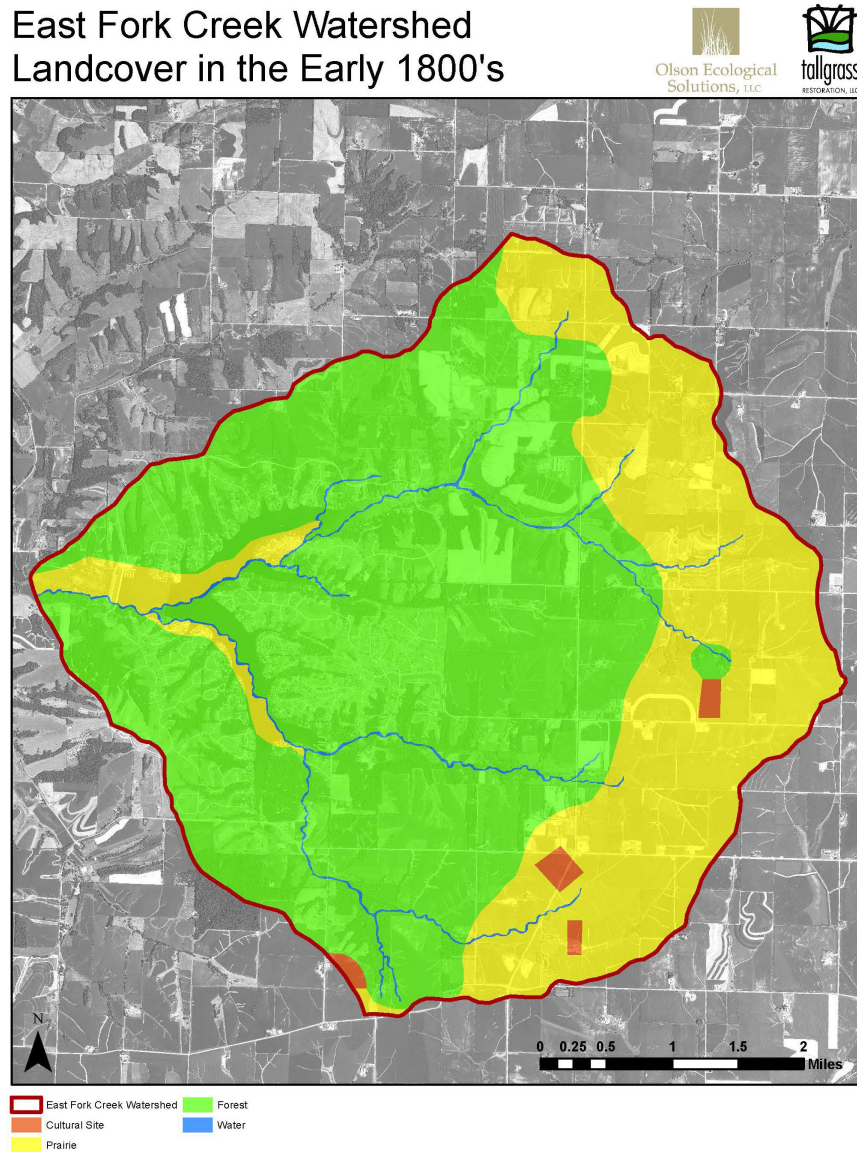 East Fork Creek Watershed
Landcover in the Early 1800's
Olson Ecological
Solutions, LLC
tallgrass
RESTORATION, LLC
N
0 0.25 0.5 1 1.5 2
Miles
East Fork Creek Watershed
Cultural Site
Prairie
Forest
Water